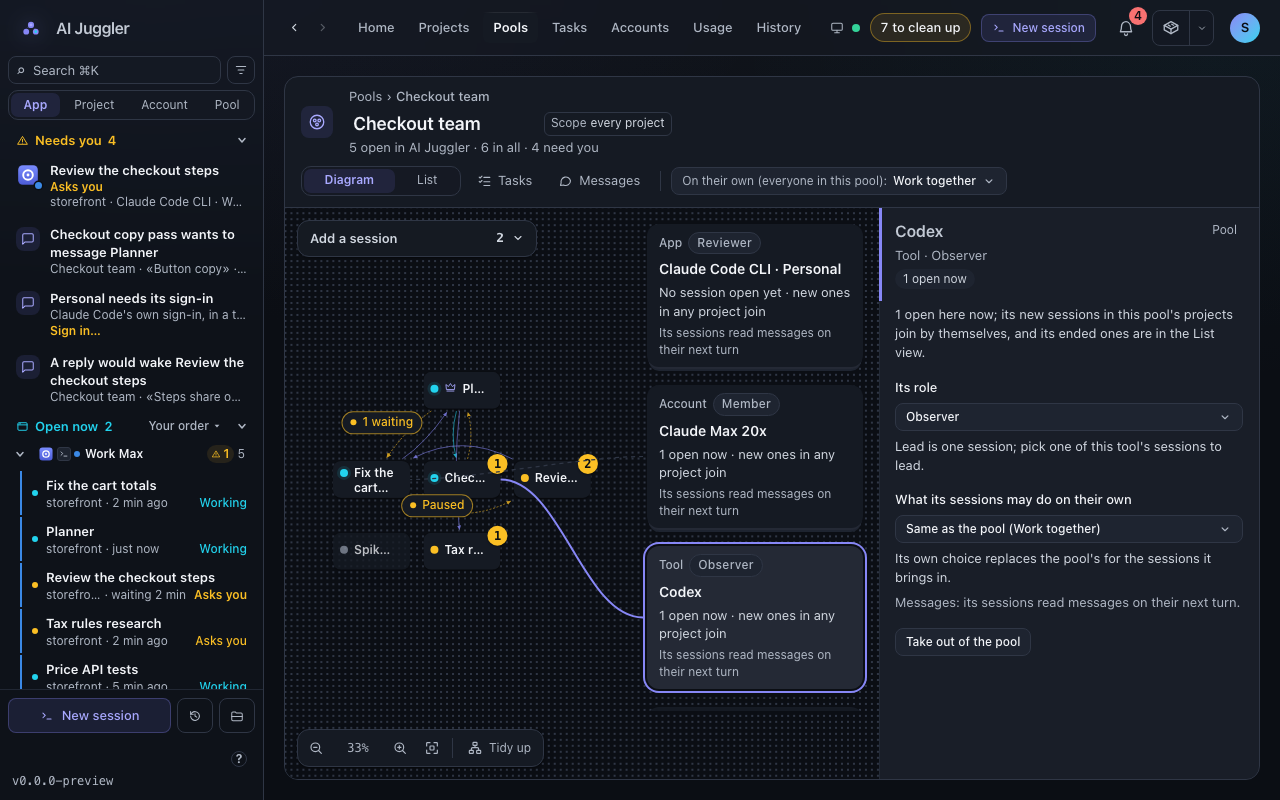 AI Juggler
Search ⌘K
App Project Account Pool
Needs you 4
Review the checkout steps
Asks you
storefront · Claude Code CLI · W...
Checkout copy pass wants to
message Planner
Checkout team · «Button copy» ·...
Personal needs its sign-in
Claude Code's own sign-in, in a t...
Sign in...
A reply would wake Review the
checkout steps
Checkout team · «Steps share o...
Open now 2 Your order
Work Max 1 5
Fix the cart totals
storefront · 2 min ago Working
Planner
storefront · just now Working
Review the checkout steps
storefro... · waiting 2 min Asks you
Tax rules research
storefront · 2 min ago Asks you
Price API tests
storefront · 5 min ago Working
New session
?
v0.0.0-preview
Home Projects Pools Tasks Accounts Usage History
7 to clean up
New session
4
S
Pools › Checkout team
Checkout team
Scope every project
5 open in AI Juggler · 6 in all · 4 need you
Diagram List Tasks Messages
On their own (everyone in this pool): Work together
Add a session 2
Pl...
1 waiting
Fix the
cart...
Chec... 1
Revie... 2
Paused
Spik...
Tax r... 1
App Reviewer
Claude Code CLI · Personal
No session open yet · new ones
in any project join
Its sessions read messages on
their next turn
Account Member
Claude Max 20x
1 open now · new ones in any
project join
Its sessions read messages on
their next turn
Tool Observer
Codex
1 open now · new ones in any
project join
Its sessions read messages on
their next turn
33%
Tidy up
Codex Pool
Tool · Observer
1 open now
1 open here now; its new sessions in this pool's projects
join by themselves, and its ended ones are in the List
view.
Its role
Observer
Lead is one session; pick one of this tool's sessions to
lead.
What its sessions may do on their own
Same as the pool (Work together)
Its own choice replaces the pool's for the sessions it
brings in.
Messages: its sessions read messages on their next turn.
Take out of the pool